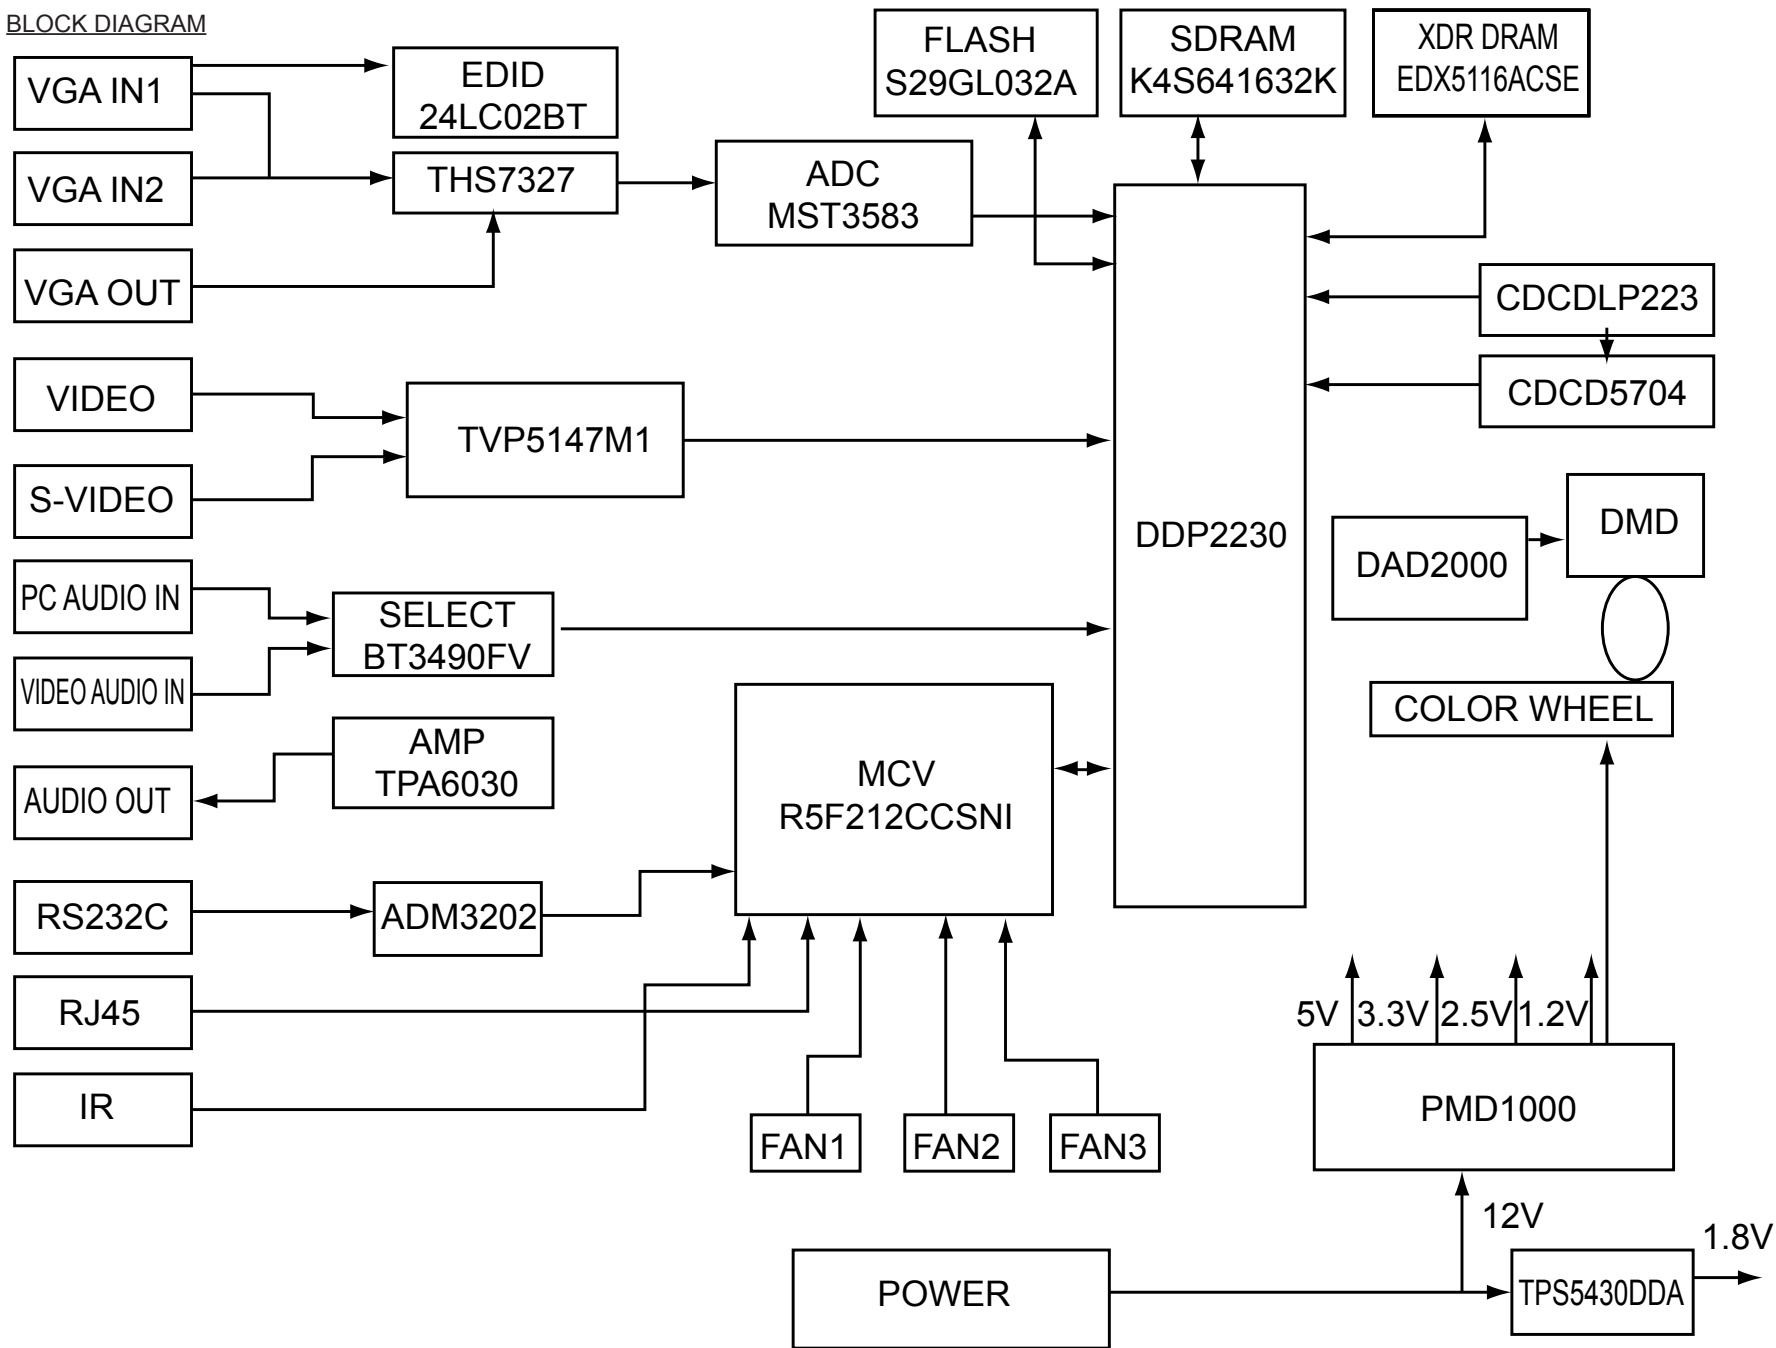 BLOCK DIAGRAM
VGA IN1
EDID
24LC02BT
FLASH
S29GL032A
SDRAM
K4S641632K
XDR DRAM
EDX5116ACSE
VGA IN2
THS7327
ADC
MST3583
VGA OUT
CDCDLP223
VIDEO
TVP5147M1
CDCD5704
S-VIDEO
DDP2230
DAD2000
DMD
PC AUDIO IN
SELECT
BT3490FV
VIDEO AUDIO IN
COLOR WHEEL
AMP
TPA6030
AUDIO OUT
MCV
R5F212CCSNI
RS232C
ADM3202
RJ45
5V
3.3V
2.5V
1.2V
IR
PMD1000
FAN1
FAN2
FAN3
12V
1.8V
POWER
TPS5430DDA